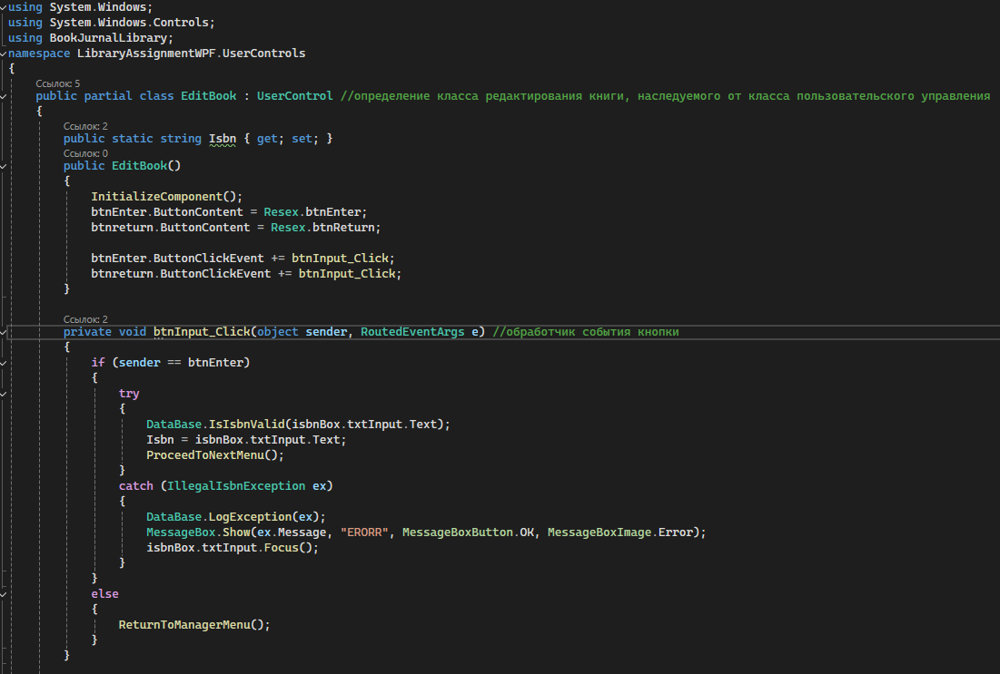 using System.Windows;
using System.Windows.Controls;
using BookJurnalLibrary;
namespace LibraryAssignmentWPF.UserControls
{
Ссылок: 5
public partial class EditBook : UserControl //определение класса редактирования книги, наследуемого от класса пользовательского управления
{
Ссылок: 2
public static string Isbn { get; set; }
Ссылок: 0
public EditBook()
{
InitializeComponent();
btnEnter.ButtonContent = Resex.btnEnter;
btnreturn.ButtonContent = Resex.btnReturn;
btnEnter.ButtonClickEvent += btnInput_Click;
btnreturn.ButtonClickEvent += btnInput_Click;
}
Ссылок: 2
private void btnInput_Click(object sender, RoutedEventArgs e) //обработчик события кнопки
{
if (sender == btnEnter)
{
try
{
DataBase.IsIsbnValid(isbnBox.txtInput.Text);
Isbn = isbnBox.txtInput.Text;
ProceedToNextMenu();
}
catch (IllegalIsbnException ex)
{
DataBase.LogException(ex);
MessageBox.Show(ex.Message, "ERORR", MessageBoxButton.OK, MessageBoxImage.Error);
isbnBox.txtInput.Focus();
}
}
else
{
ReturnToManagerMenu();
}
}